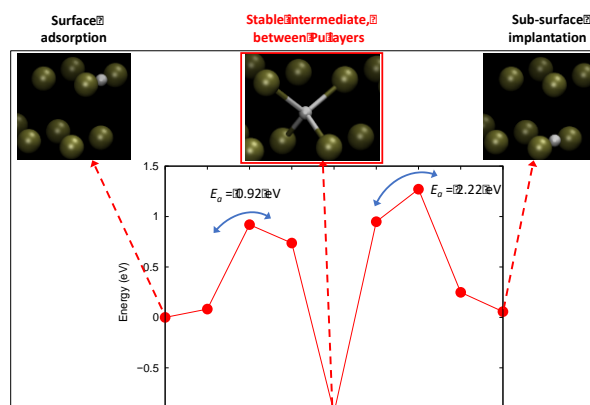 Surface
adsorption
Stable intermediate,
between Pu layers
Sub-surface
implantation
1.5
1
0.5
0
−0.5
Energy (eV)
Ea = 0.92 eV
Ea = 2.22 eV